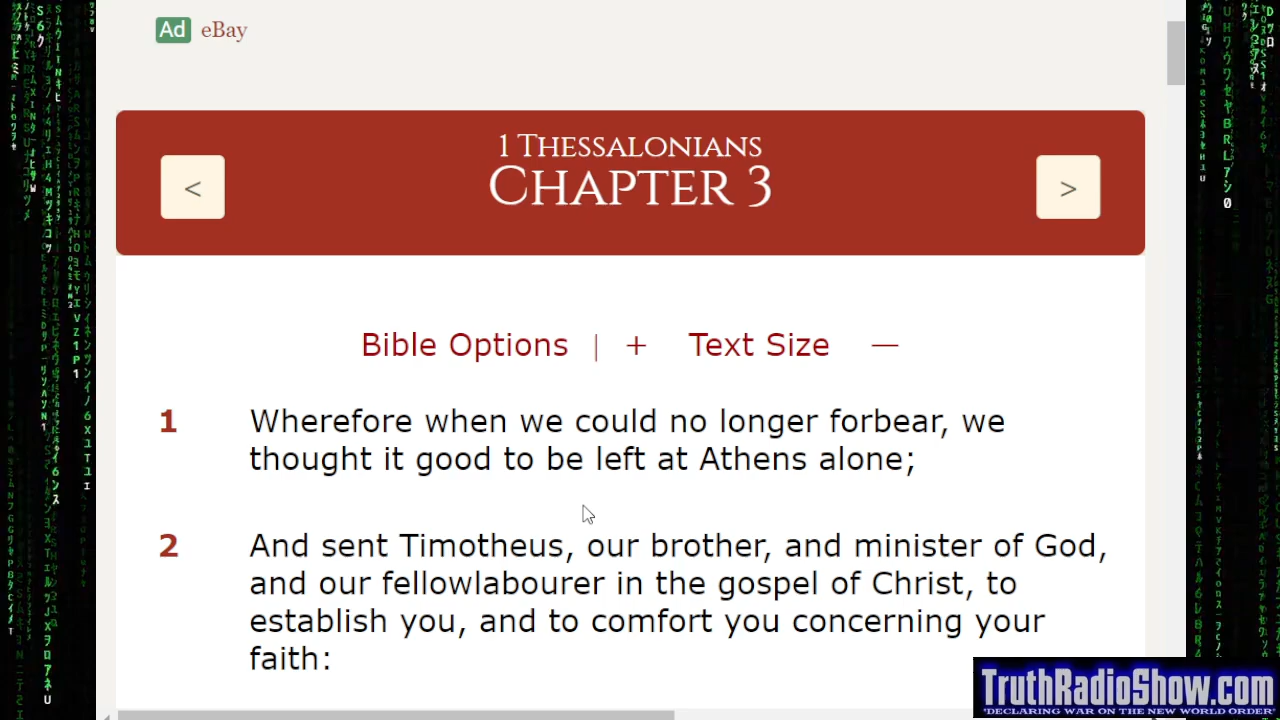 Ad eBay
1 Thessalonians
Chapter 3
< >
Bible Options | + Text Size —
1 Wherefore when we could no longer forbear, we
thought it good to be left at Athens alone;
2 And sent Timotheus, our brother, and minister of God,
and our fellowlabourer in the gospel of Christ, to
establish you, and to comfort you concerning your
faith:
TruthRadioShow.com
"DECLARING WAR ON THE NEW WORLD ORDER"